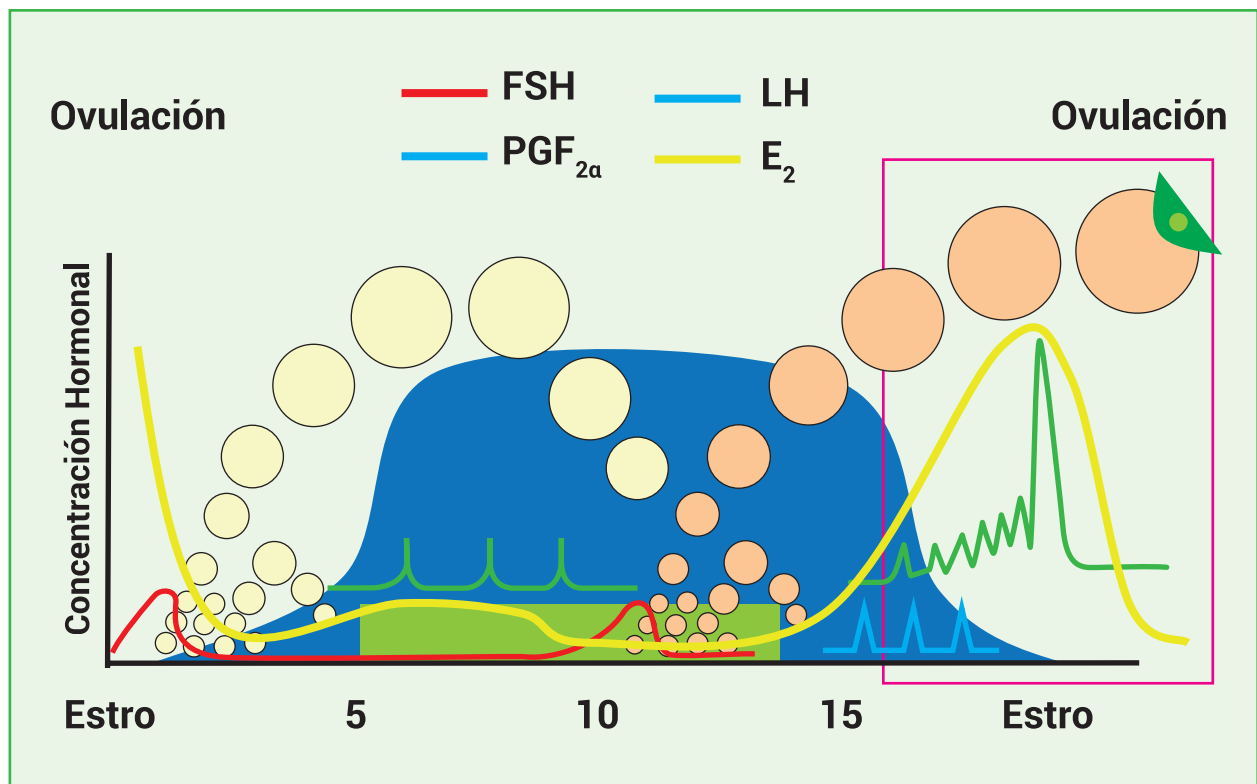 FSH
LH
Ovulación
Ovulación
PGF2α
E2
Concentración Hormonal
Estro
5
10
15
Estro